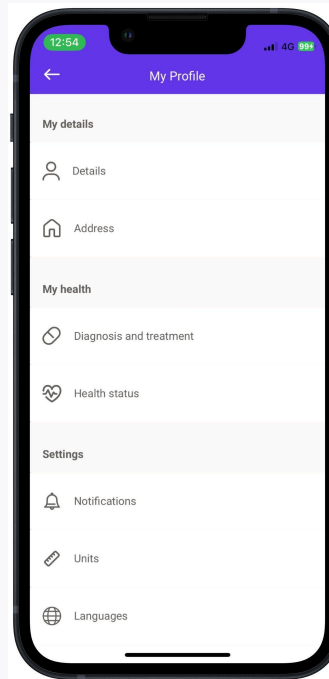 12:54
4G 99+
My Profile
My details
Details
Address
My health
Diagnosis and treatment
Health status
Settings
Notifications
Units
Languages